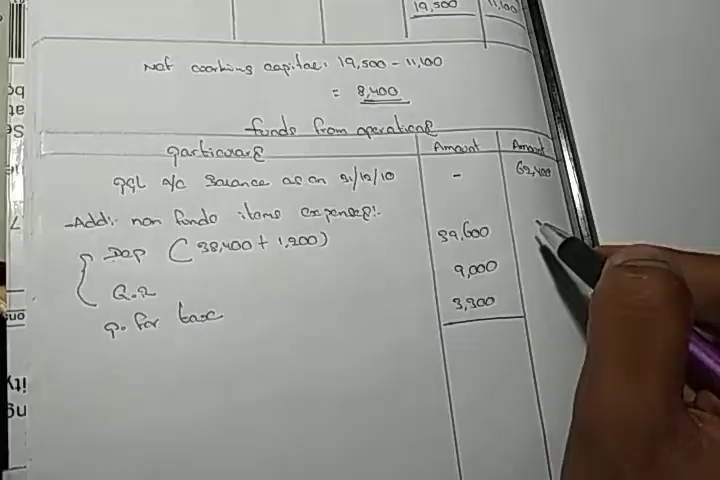 19,500 11,100
Net working capital: 19,500 - 11,100
= 8,400
funds from operations
particulars Amount Amount
P&L a/c Balance as on 31/12/10 - 62,400
Add:- non funds items expenses:-
Dep (38,400 + 1,200) 39,600
G.R 9,000
p. for tax 3,300